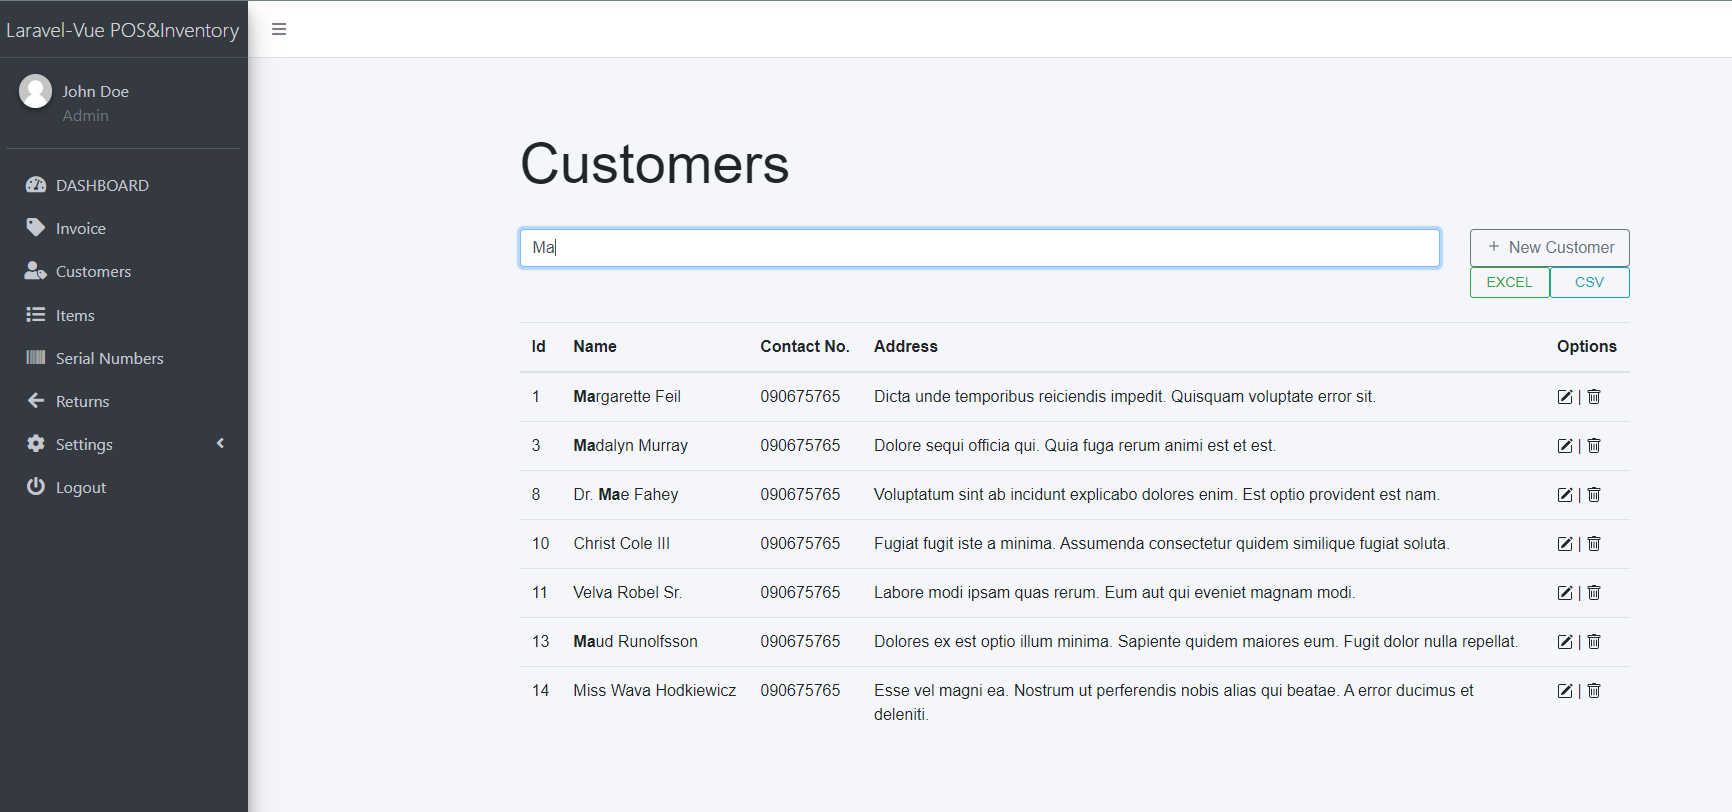 Laravel-Vue POS&Inventory
John Doe
Admin
DASHBOARD
Invoice
Customers
Items
Serial Numbers
Returns
Settings
Logout
Customers
Ma
+ New Customer
EXCEL CSV
Id Name Contact No. Address Options
1 Margarette Feil 090675765 Dicta unde temporibus reiciendis impedit. Quisquam voluptate error sit. |
3 Madalyn Murray 090675765 Dolore sequi officia qui. Quia fuga rerum animi est et est. |
8 Dr. Mae Fahey 090675765 Voluptatum sint ab incidunt explicabo dolores enim. Est optio provident est nam. |
10 Christ Cole III 090675765 Fugiat fugit iste a minima. Assumenda consectetur quidem similique fugiat soluta. |
11 Velva Robel Sr. 090675765 Labore modi ipsam quas rerum. Eum aut qui eveniet magnam modi. |
13 Maud Runolfsson 090675765 Dolores ex est optio illum minima. Sapiente quidem maiores eum. Fugit dolor nulla repellat. |
14 Miss Wava Hodkiewicz 090675765 Esse vel magni ea. Nostrum ut perferendis nobis alias qui beatae. A error ducimus et |
deleniti.